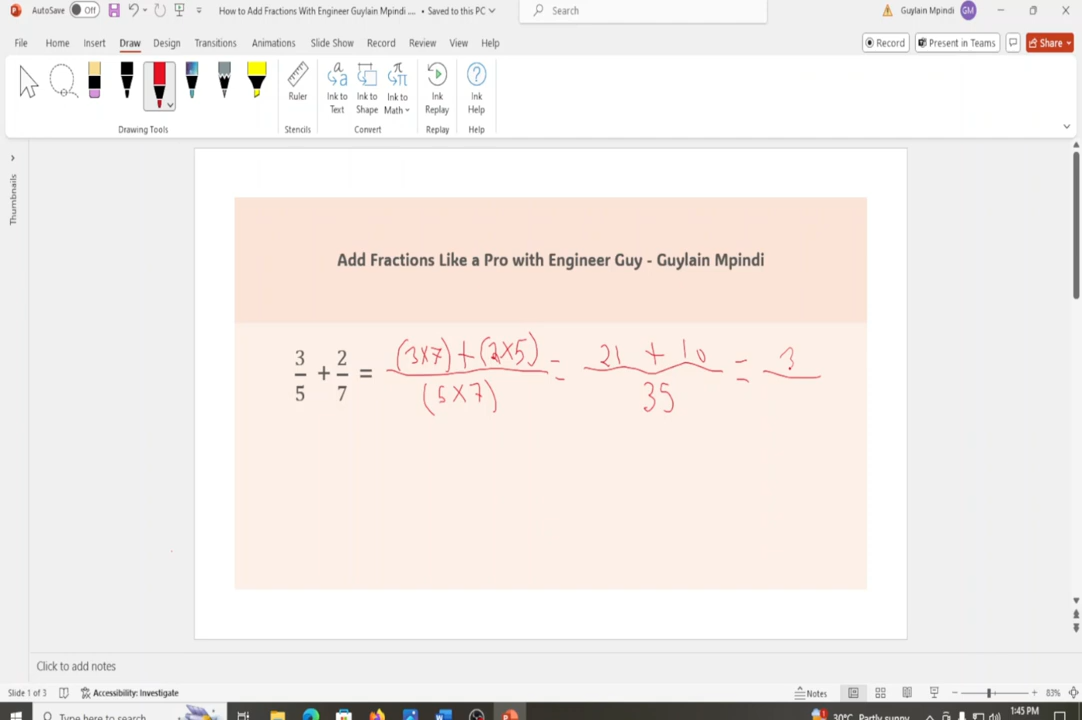 AutoSave Off How to Add Fractions With Engineer Guylain Mpindi .... • Saved to this PC Search Guylain Mpindi GM
File Home Insert Draw Design Transitions Animations Slide Show Record Review View Help Record Present in Teams Share
Ruler Ink to Text Ink to Shape Ink to Math Ink Replay Ink Help
Drawing Tools Stencils Convert Replay Help
Thumbnails
Add Fractions Like a Pro with Engineer Guy - Guylain Mpindi
3/5 + 2/7 = (3x7)+(2x5)/(5x7) = 21 + 10/35 = 3
Click to add notes
Slide 1 of 3 Accessibility: Investigate Notes 83%
Type here to search 30°C Partly sunny 1:45 PM